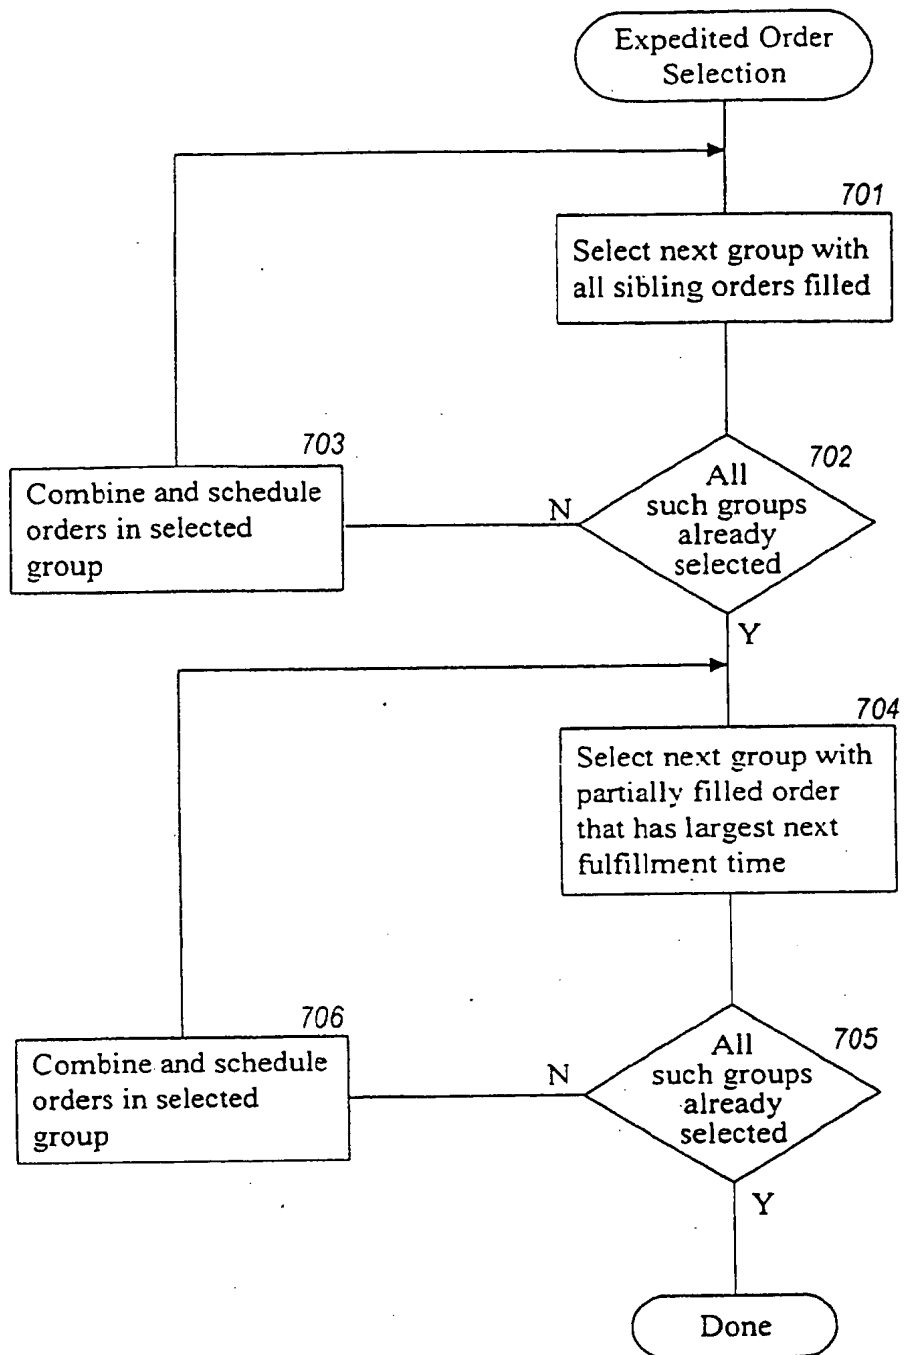 Expedited Order
Selection
701
Select next group with
all sibling orders filled
703
Combine and schedule
orders in selected
group
702
All
such groups
already
selected
N
Y
704
Select next group with
partially filled order
that has largest next
fulfillment time
706
Combine and schedule
orders in selected
group
705
All
such groups
already
selected
N
Y
Done